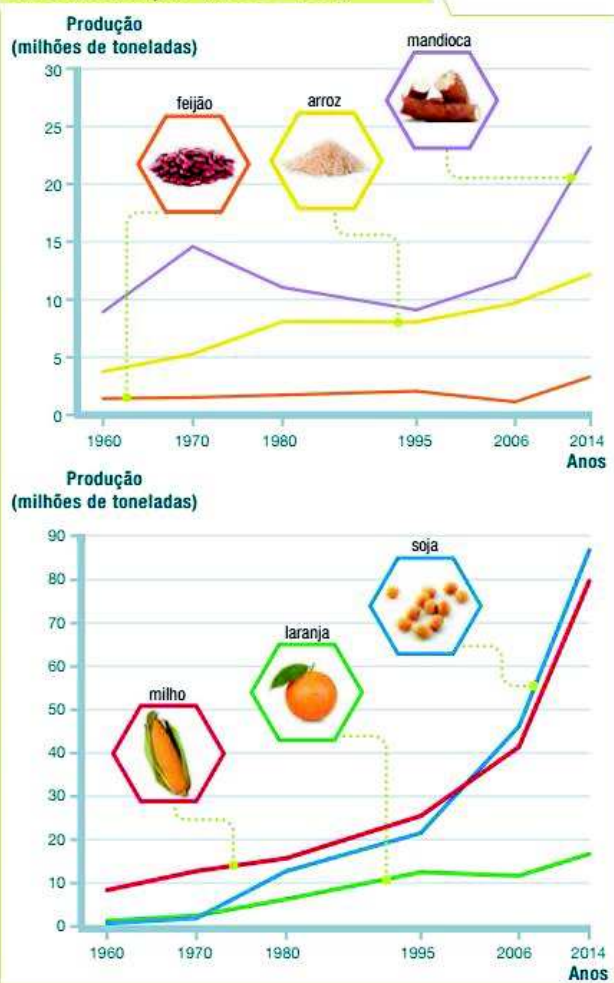 Produção
(milhões de toneladas)
mandioca
30
feijão
arroz
25
20
15
10
5
0
1960 1970 1980 1995 2006 2014
Anos
Produção
(milhões de toneladas)
90
soja
80
70
laranja
60
milho
50
40
30
20
10
0
1960 1970 1980 1995 2006 2014
Anos